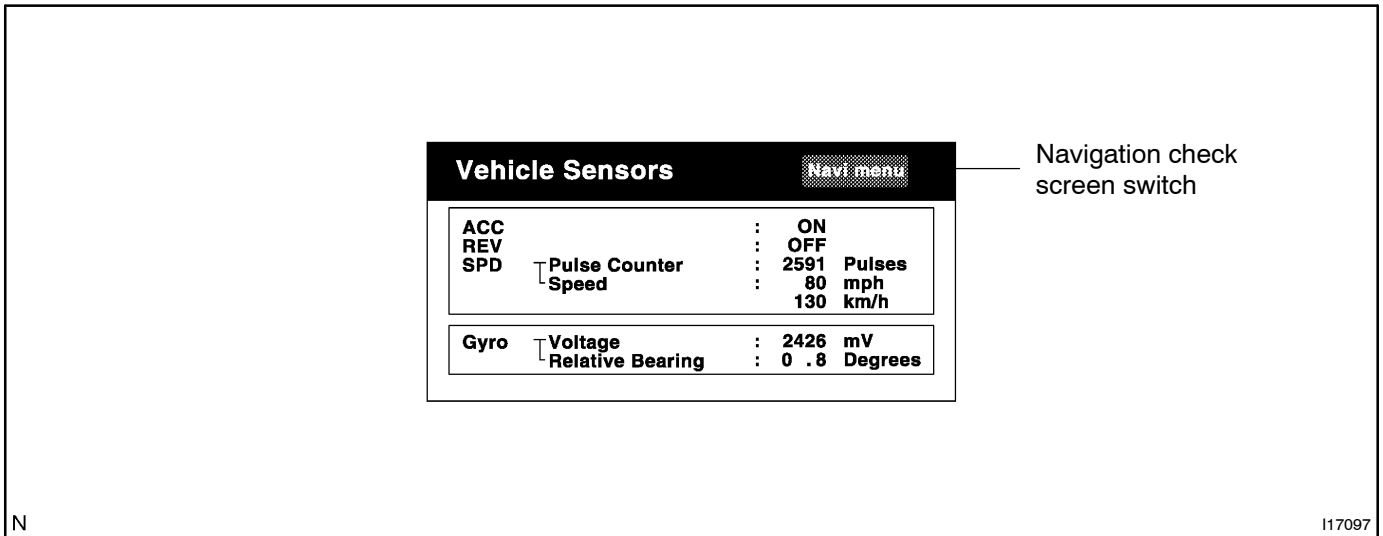 Vehicle Sensors Navi menu
Navigation check
screen switch
ACC : ON
REV : OFF
SPD Pulse Counter : 2591 Pulses
Speed : 80 mph
130 km/h
Gyro Voltage : 2426 mV
Relative Bearing : 0 .8 Degrees
N
I17097